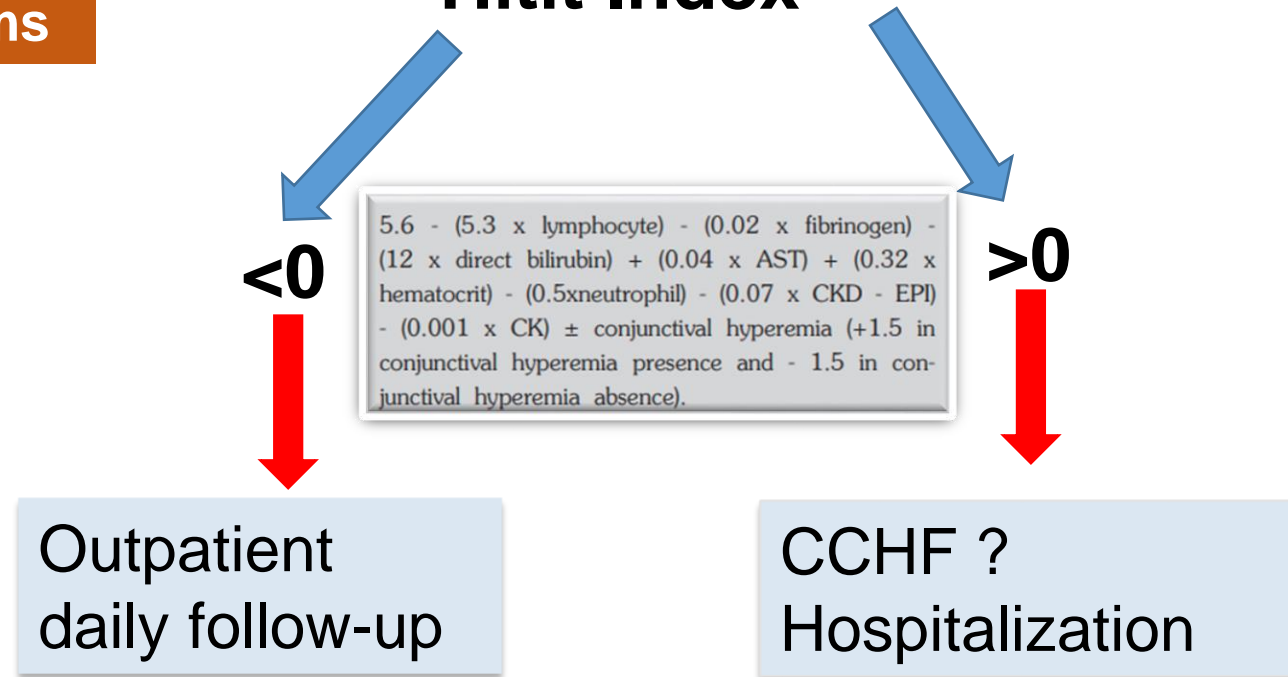 ns
Hitit Index
5.6 - (5.3 x lymphocyte) - (0.02 x fibrinogen) -
(12 x direct bilirubin) + (0.04 x AST) + (0.32 x
hematocrit) - (0.5xneutrophil) - (0.07 x CKD - EPI)
- (0.001 x CK) ± conjunctival hyperemia (+1.5 in
conjunctival hyperemia presence and - 1.5 in con-
junctival hyperemia absence).
<0
>0
Outpatient
daily follow-up
CCHF ?
Hospitalization